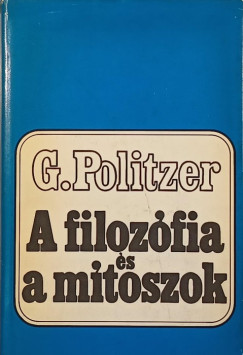 G. Politzer
A filozófia
és
a mítoszok